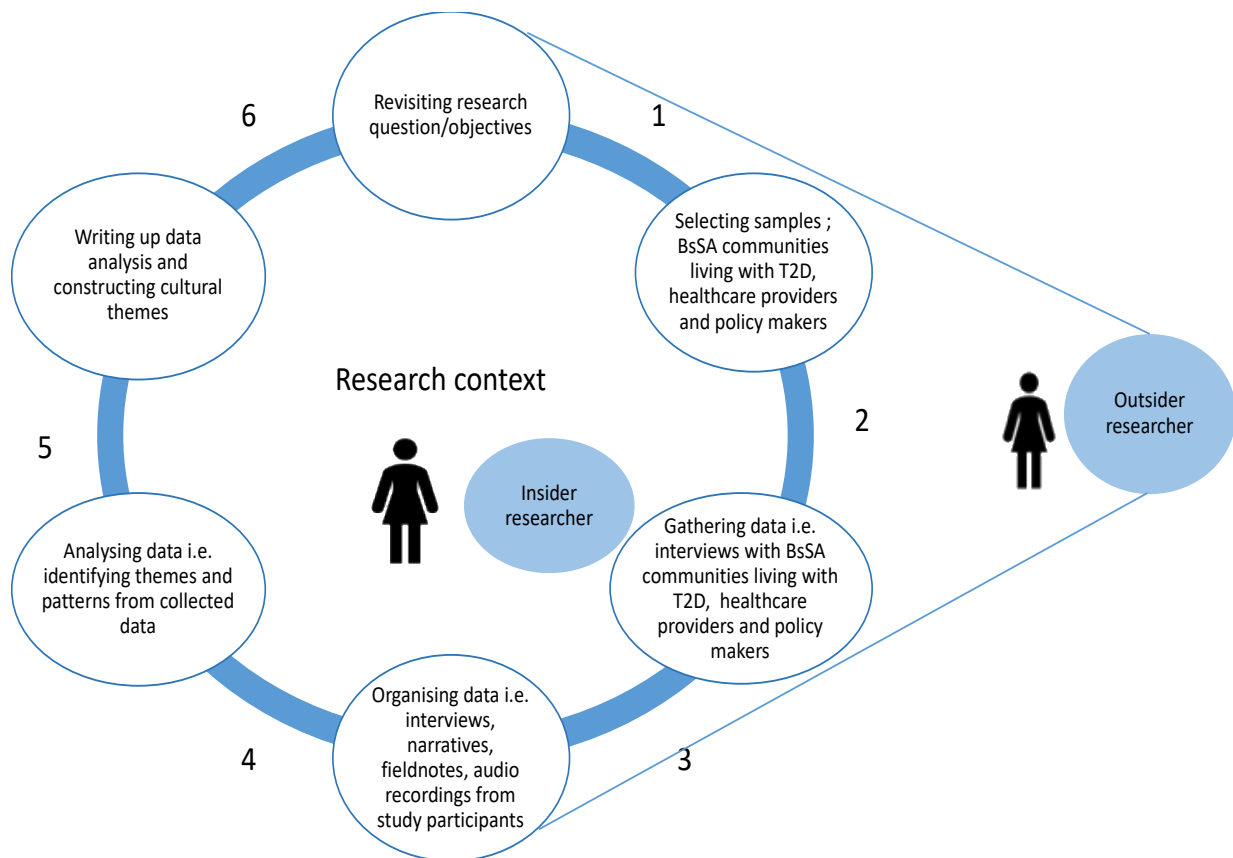 Revisiting research
question/objectives
1
Selecting samples ;
BsSA communities
living with T2D,
healthcare providers
and policy makers
2
Gathering data i.e.
interviews with BsSA
communities living with
T2D, healthcare
providers and policy
makers
3
Organising data i.e.
interviews,
narratives,
fieldnotes, audio
recordings from
study participants
4
Analysing data i.e.
identifying themes and
patterns from collected
data
5
Writing up data
analysis and
constructing cultural
themes
6
Research context
Insider
researcher
Outsider
researcher